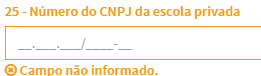 25 - Número do CNPJ da escola privada
__.___.___/____-__
Campo não informado.